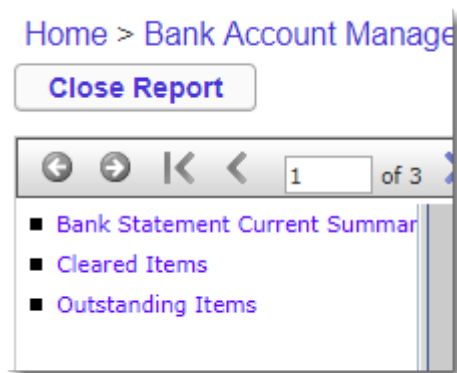 Home > Bank Account Manage
Close Report
1 of 3
Bank Statement Current Summar
Cleared Items
Outstanding Items